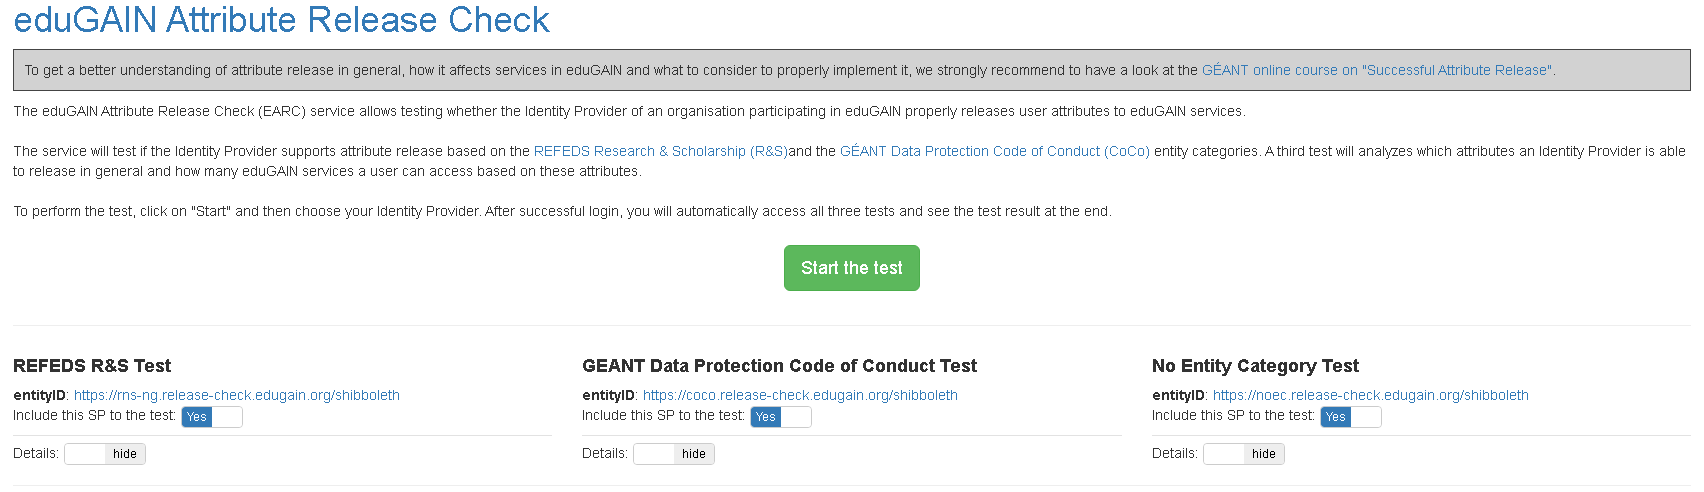 eduGAIN Attribute Release Check
To get a better understanding of attribute release in general, how it affects services in eduGAIN and what to consider to properly implement it, we strongly recommend to have a look at the GÉANT online course on "Successful Attribute Release".
The eduGAIN Attribute Release Check (EARC) service allows testing whether the Identity Provider of an organisation participating in eduGAIN properly releases user attributes to eduGAIN services.
The service will test if the Identity Provider supports attribute release based on the REFEDS Research & Scholarship (R&S)and the GÉANT Data Protection Code of Conduct (CoCo) entity categories. A third test will analyzes which attributes an Identity Provider is able
to release in general and how many eduGAIN services a user can access based on these attributes.
To perform the test, click on "Start" and then choose your Identity Provider. After successful login, you will automatically access all three tests and see the test result at the end.
Start the test
REFEDS R&S Test
entityID: https://rns-ng.release-check.edugain.org/shibboleth
Include this SP to the test: Yes
Details: hide
GEANT Data Protection Code of Conduct Test
entityID: https://coco.release-check.edugain.org/shibboleth
Include this SP to the test: Yes
Details: hide
No Entity Category Test
entityID: https://noec.release-check.edugain.org/shibboleth
Include this SP to the test: Yes
Details: hide